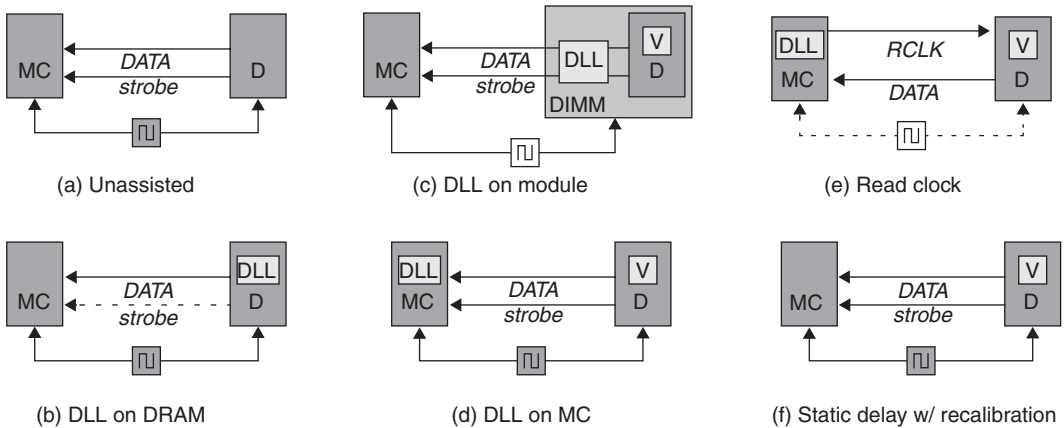 MC
DATA
strobe
D
(a) Unassisted
MC
DATA
strobe
DLL
V
D
DIMM
(c) DLL on module
DLL
MC
RCLK
DATA
V
D
(e) Read clock
MC
DATA
strobe
DLL
D
(b) DLL on DRAM
DLL
MC
DATA
strobe
V
D
(d) DLL on MC
MC
DATA
strobe
V
D
(f) Static delay w/ recalibration